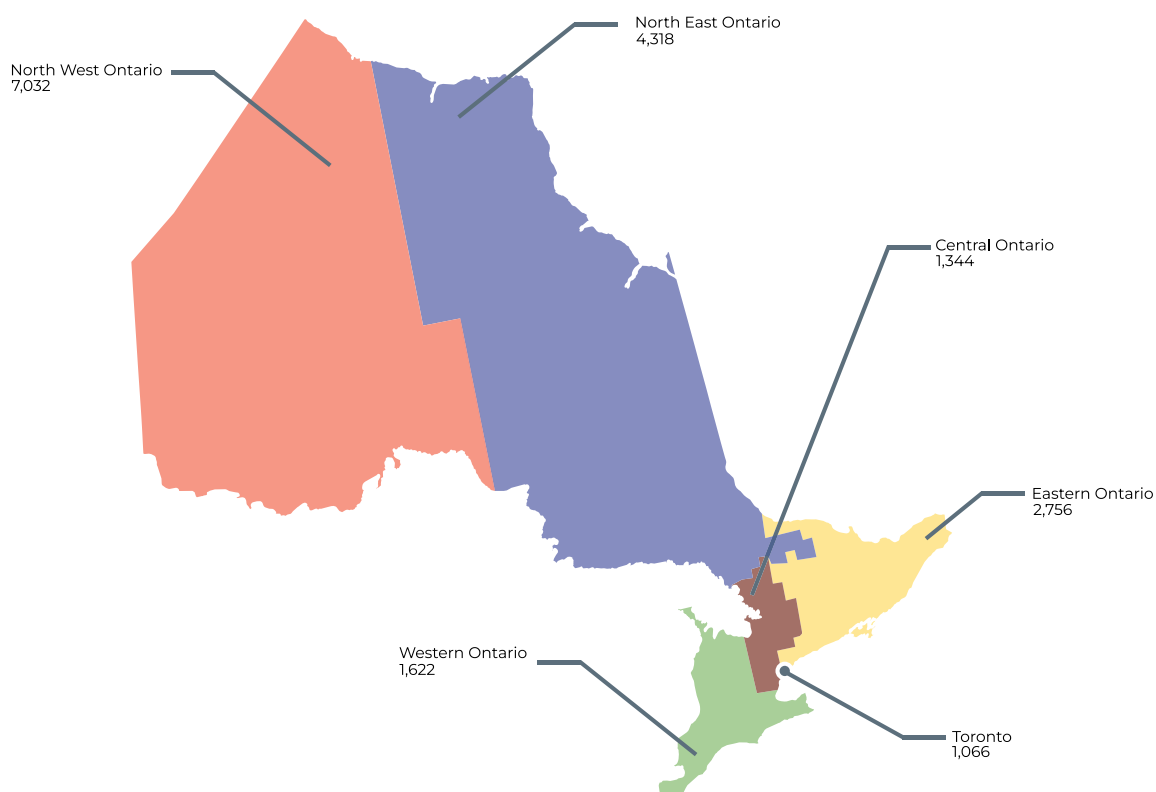 North East Ontario
4,318
North West Ontario
7,032
Central Ontario
1,344
Eastern Ontario
2,756
Western Ontario
1,622
Toronto
1,066